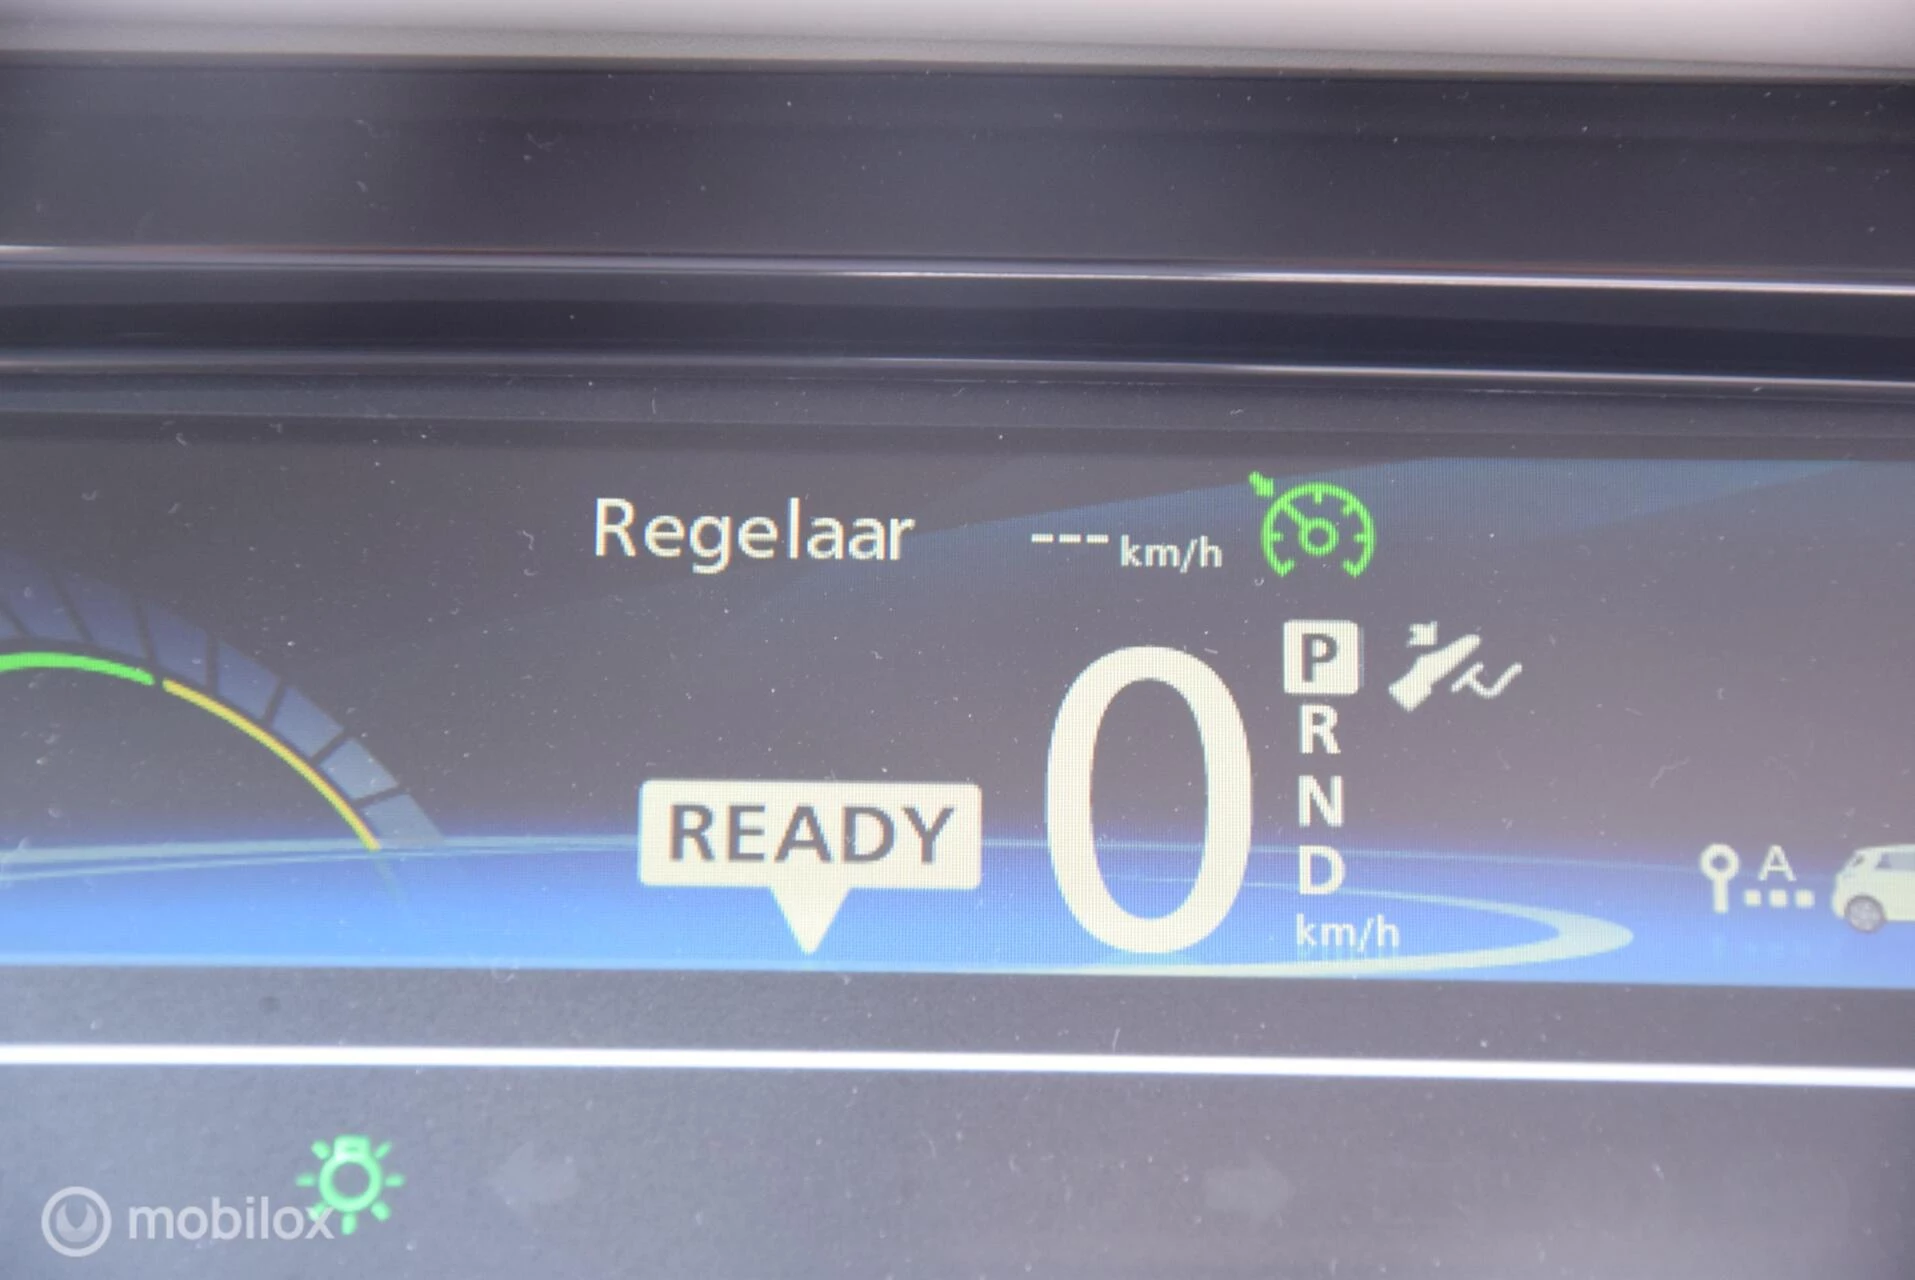 Regelaar --- km/h
P
R
N
READY 0
D
km/h
A
mobilox